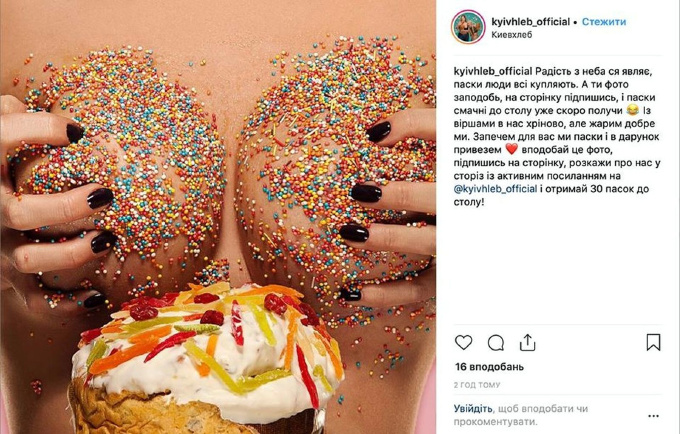 kyivhleb_official • Стежити
Киевхлеб
kyivhleb_official Радість з неба ся являє,
паски люди всі купляють. А ти фото
заподобь, на сторінку підпишись, і паски
смачні до столу уже скоро получи 😂 Із
віршами в нас хріново, але жарим добре
ми. Запечем для вас ми паски і в дарунок
привезем ❤️ вподобай це фото,
підпишись на сторінку, розкажи про нас у
сторіз із активным посиланням на
@kyivhleb_official і отримай 30 пасок до
столу!
16 вподобань
2 ГОД ТОМУ
Увійдіть, щоб вподобати чи
прокоментувати.